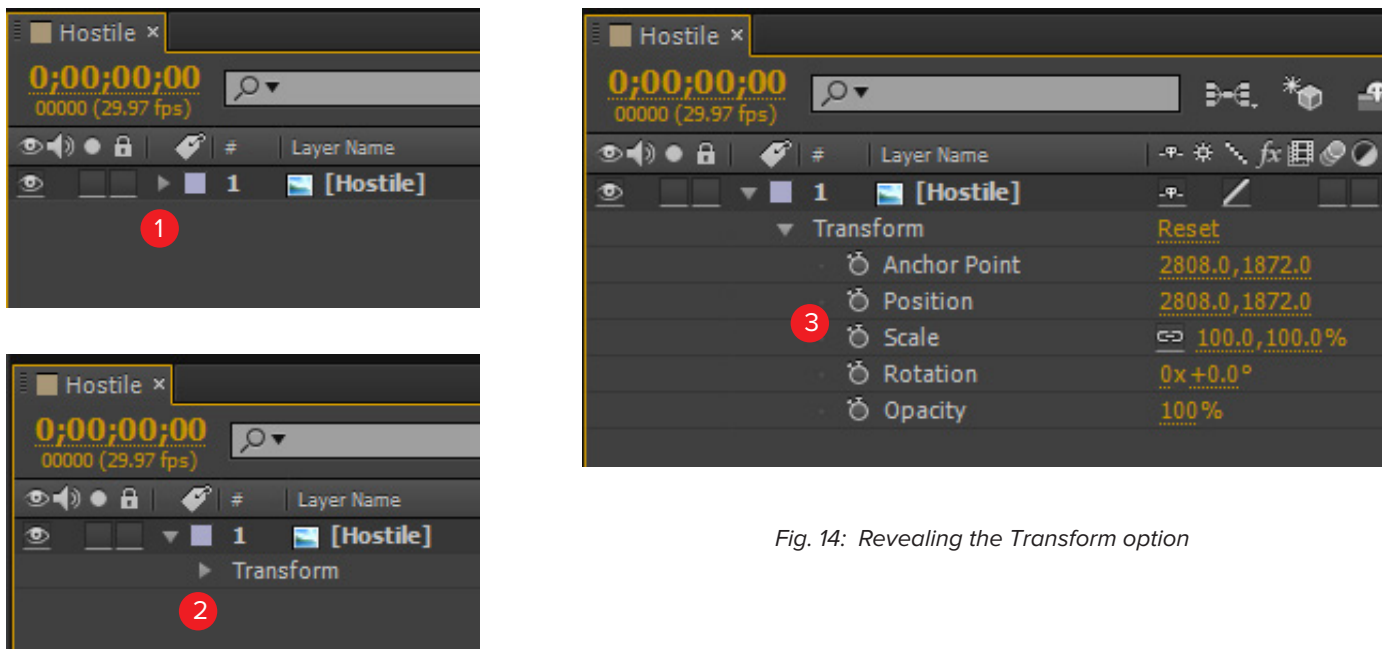 Hostile ×
0;00;00;00
00000 (29.97 fps)
# Layer Name
1 [Hostile]
1
Hostile ×
0;00;00;00
00000 (29.97 fps)
# Layer Name
1 [Hostile]
Transform
2
Hostile ×
0;00;00;00
00000 (29.97 fps)
# Layer Name fx
1 [Hostile]
Transform Reset
Anchor Point 2808.0,1872.0
Position 2808.0,1872.0
3
Scale 100.0,100.0%
Rotation 0x+0.0°
Opacity 100%
Fig. 14: Revealing the Transform option